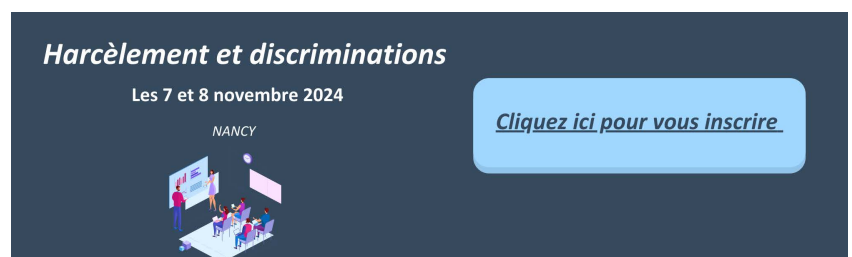 Harcèlement et discriminations
Les 7 et 8 novembre 2024
NANCY
Cliquez ici pour vous inscrire